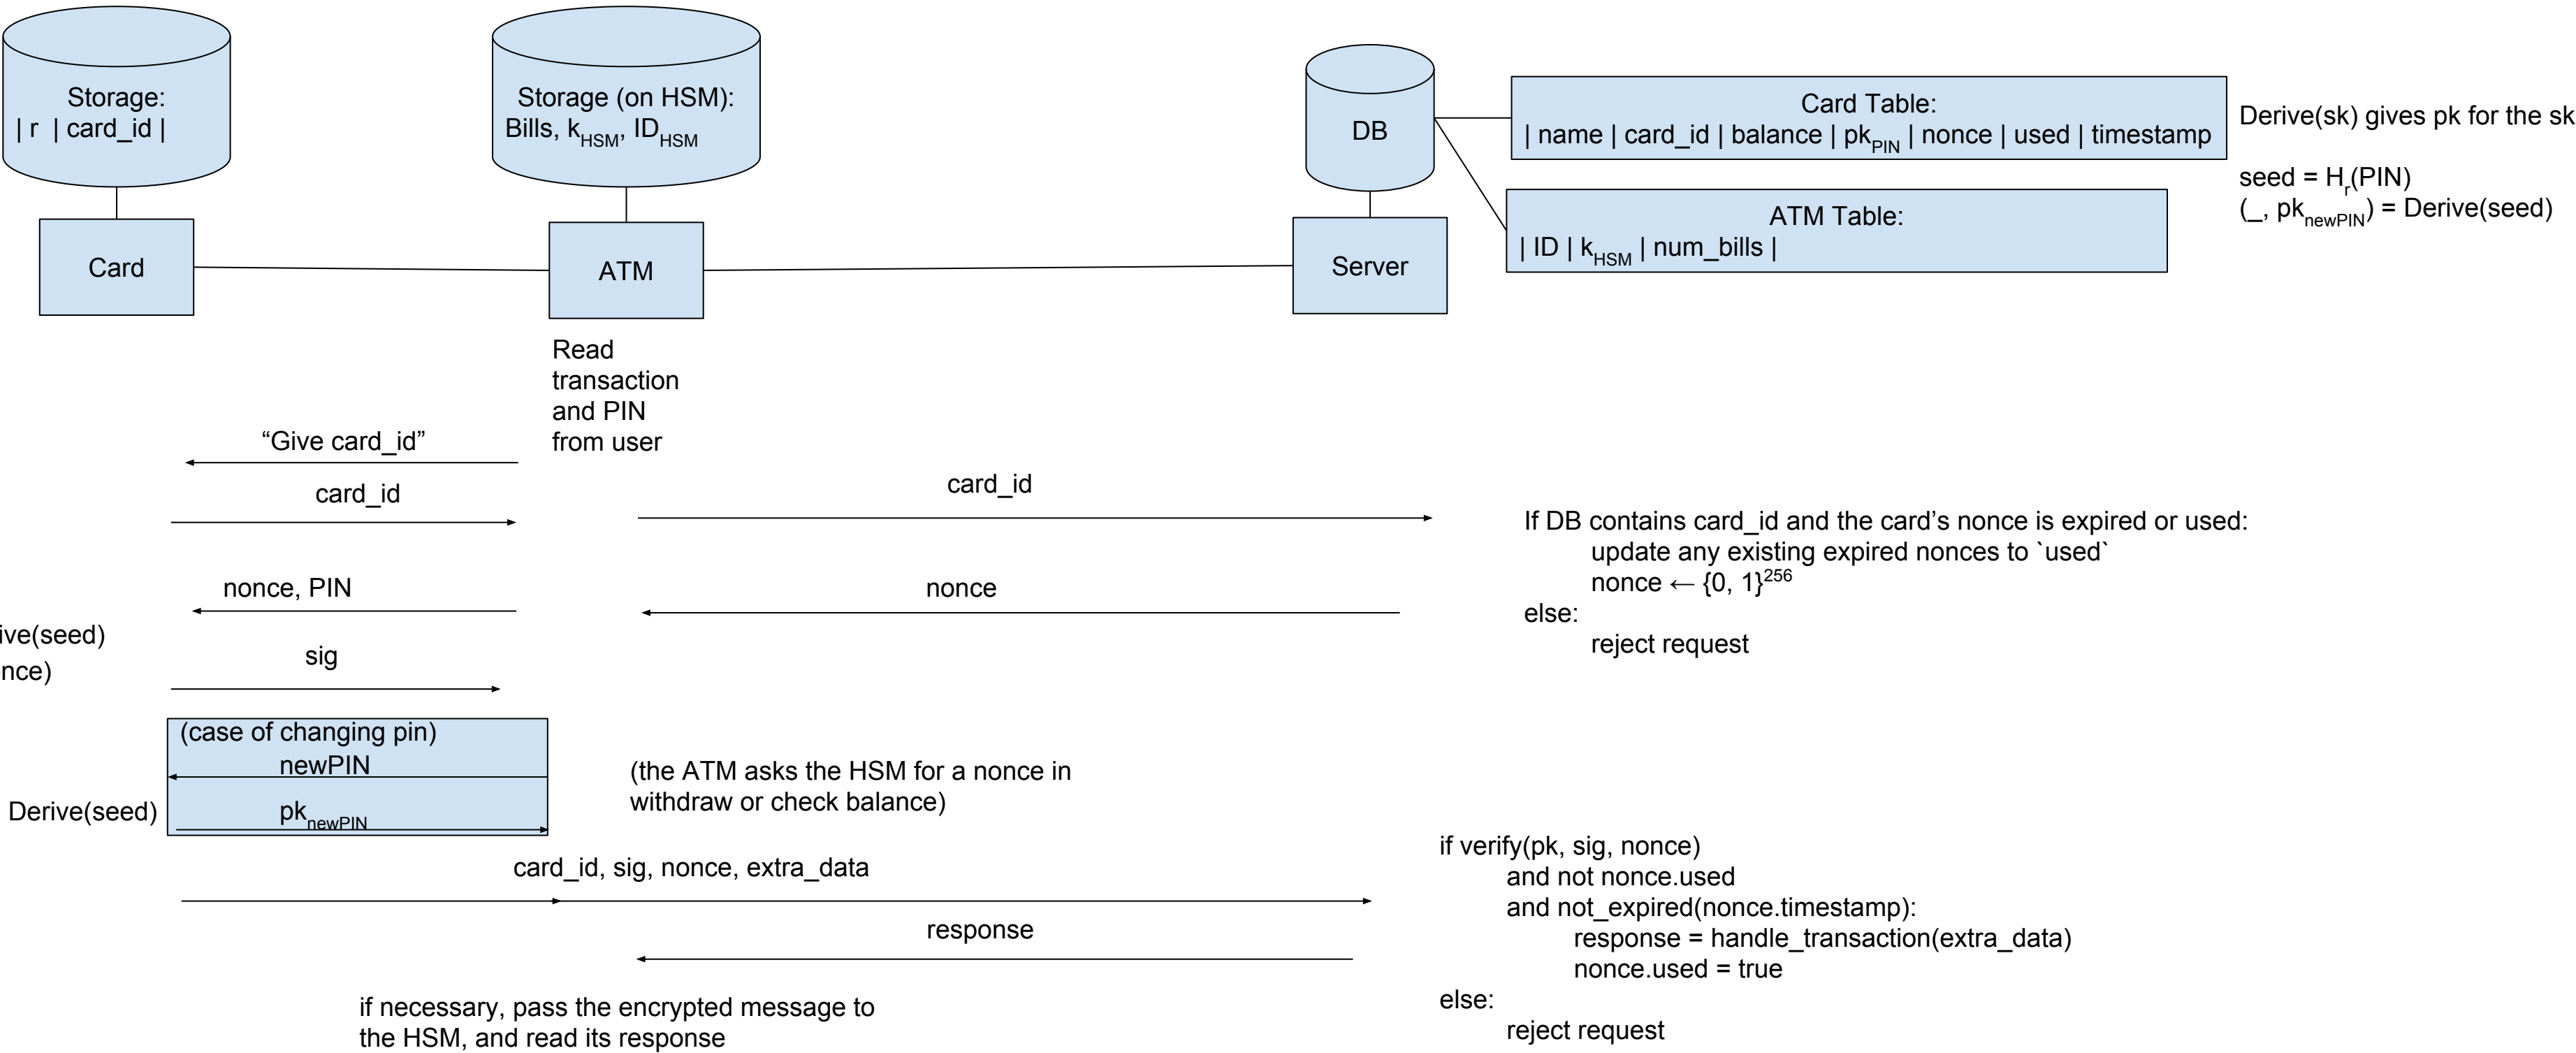 Storage:
| r | card_id |
Storage (on HSM):
Bills, k_HSM, ID_HSM
DB
Card Table:
| name | card_id | balance | pk_PIN | nonce | used | timestamp
Derive(sk) gives pk for the sk
seed = H_r(PIN)
(_, pk_newPIN) = Derive(seed)
ATM Table:
| ID | k_HSM | num_bills |
Card
ATM
Server
Read
transaction
and PIN
from user
“Give card_id”
card_id
card_id
If DB contains card_id and the card’s nonce is expired or used:
update any existing expired nonces to `used`
nonce ← {0, 1}^256
else:
reject request
nonce, PIN
nonce
ive(seed)
nce)
sig
(case of changing pin)
newPIN
Derive(seed)
pk_newPIN
(the ATM asks the HSM for a nonce in
withdraw or check balance)
card_id, sig, nonce, extra_data
if verify(pk, sig, nonce)
and not nonce.used
and not_expired(nonce.timestamp):
response = handle_transaction(extra_data)
nonce.used = true
else:
reject request
response
if necessary, pass the encrypted message to
the HSM, and read its response